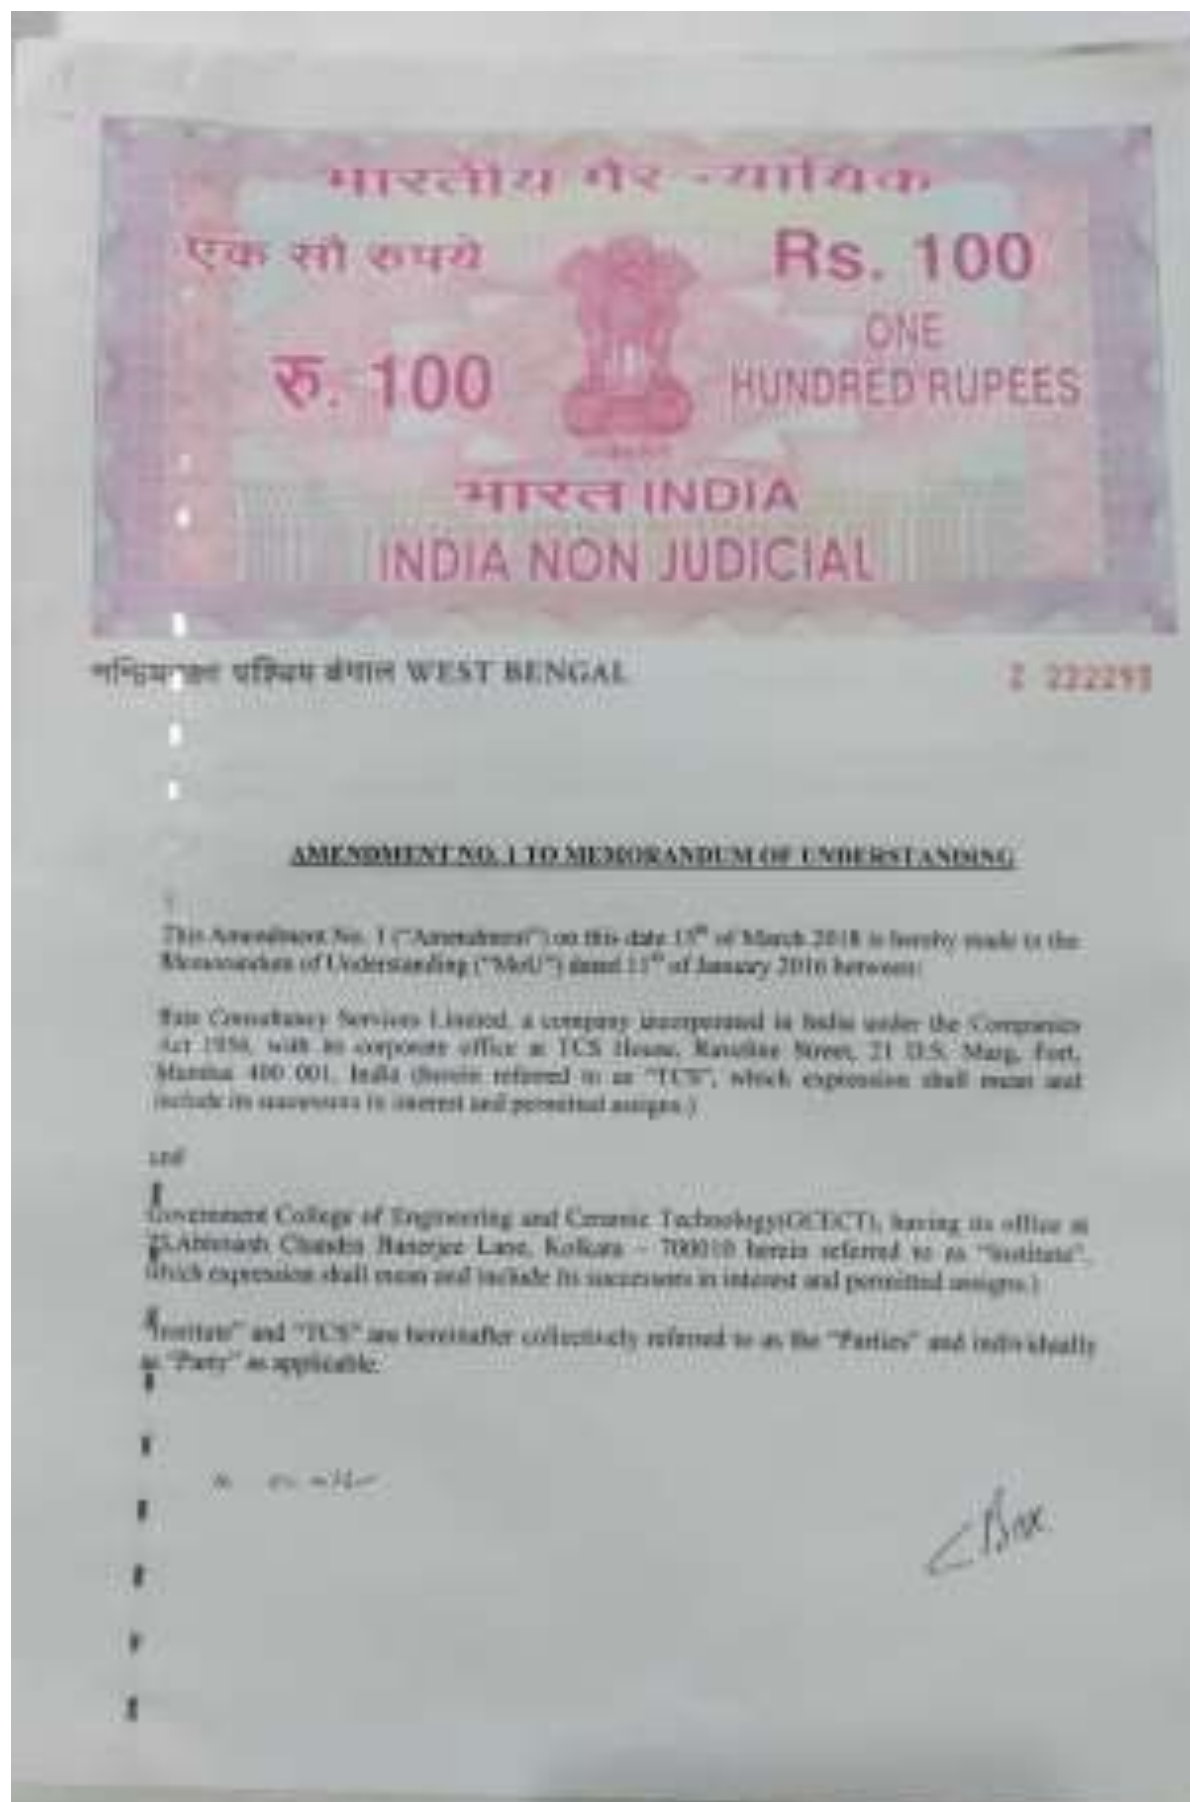 भारतीय गैर न्यायिक
एक सौ रुपये
Rs. 100
रु. 100
ONE
HUNDRED RUPEES
भारत INDIA
INDIA NON JUDICIAL
पश्चिम बंगाल WEST BENGAL
AMENDMENT NO. 1 TO MEMORANDUM OF UNDERSTANDING
This Amendment No. 1 ("Amendment") on this date of March 2018 is hereby made to the
Memorandum of Understanding ("MoU") dated of January 2016 between:
Consultancy Services Limited, a company incorporated in India under the Companies
Act 1956, with its corporate office at TCS House, Raveline Street, 21 D.S. Marg, Fort,
Mumbai 400 001, India (herein referred to as "TCS", which expression shall mean and
include its successors in interest and permitted assigns.)
and
Government College of Engineering and Ceramic Technology(GCECT), having its office at
Chandra Banerjee Lane, Kolkata – 700010 herein referred to as "Institute",
which expression shall mean and include its successors in interest and permitted assigns.)
"Institute" and "TCS" are hereinafter collectively referred to as the "Parties" and individually
as "Party" as applicable.